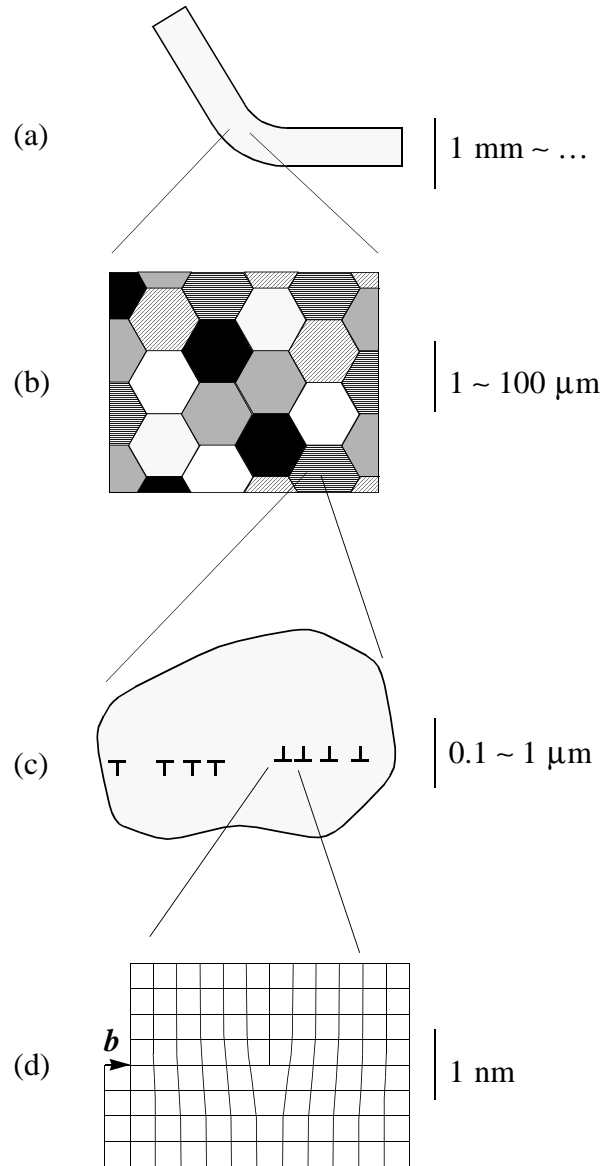 (a)
1 mm ~ ...
(b)
1 ~ 100 μm
(c)
0.1 ~ 1 μm
b
(d)
1 nm